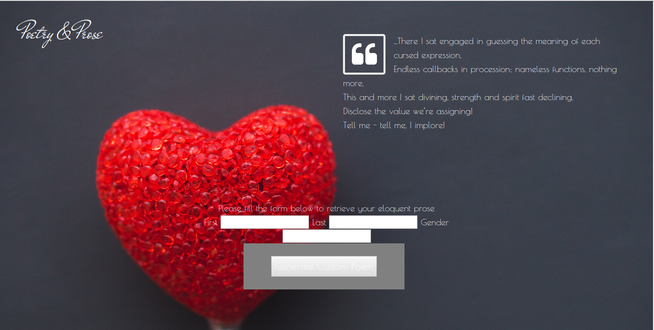 Poetry & Prose
...There I sat engaged in guessing the meaning of each
cursed expression,
Endless callbacks in procession; nameless functions, nothing
more,
This and more I sat divining, strength and spirit fast declining,
Disclose the value we're assigning!
Tell me - tell me, I implore!
Please fill the form below to retrieve your eloquent prose
First Last Gender